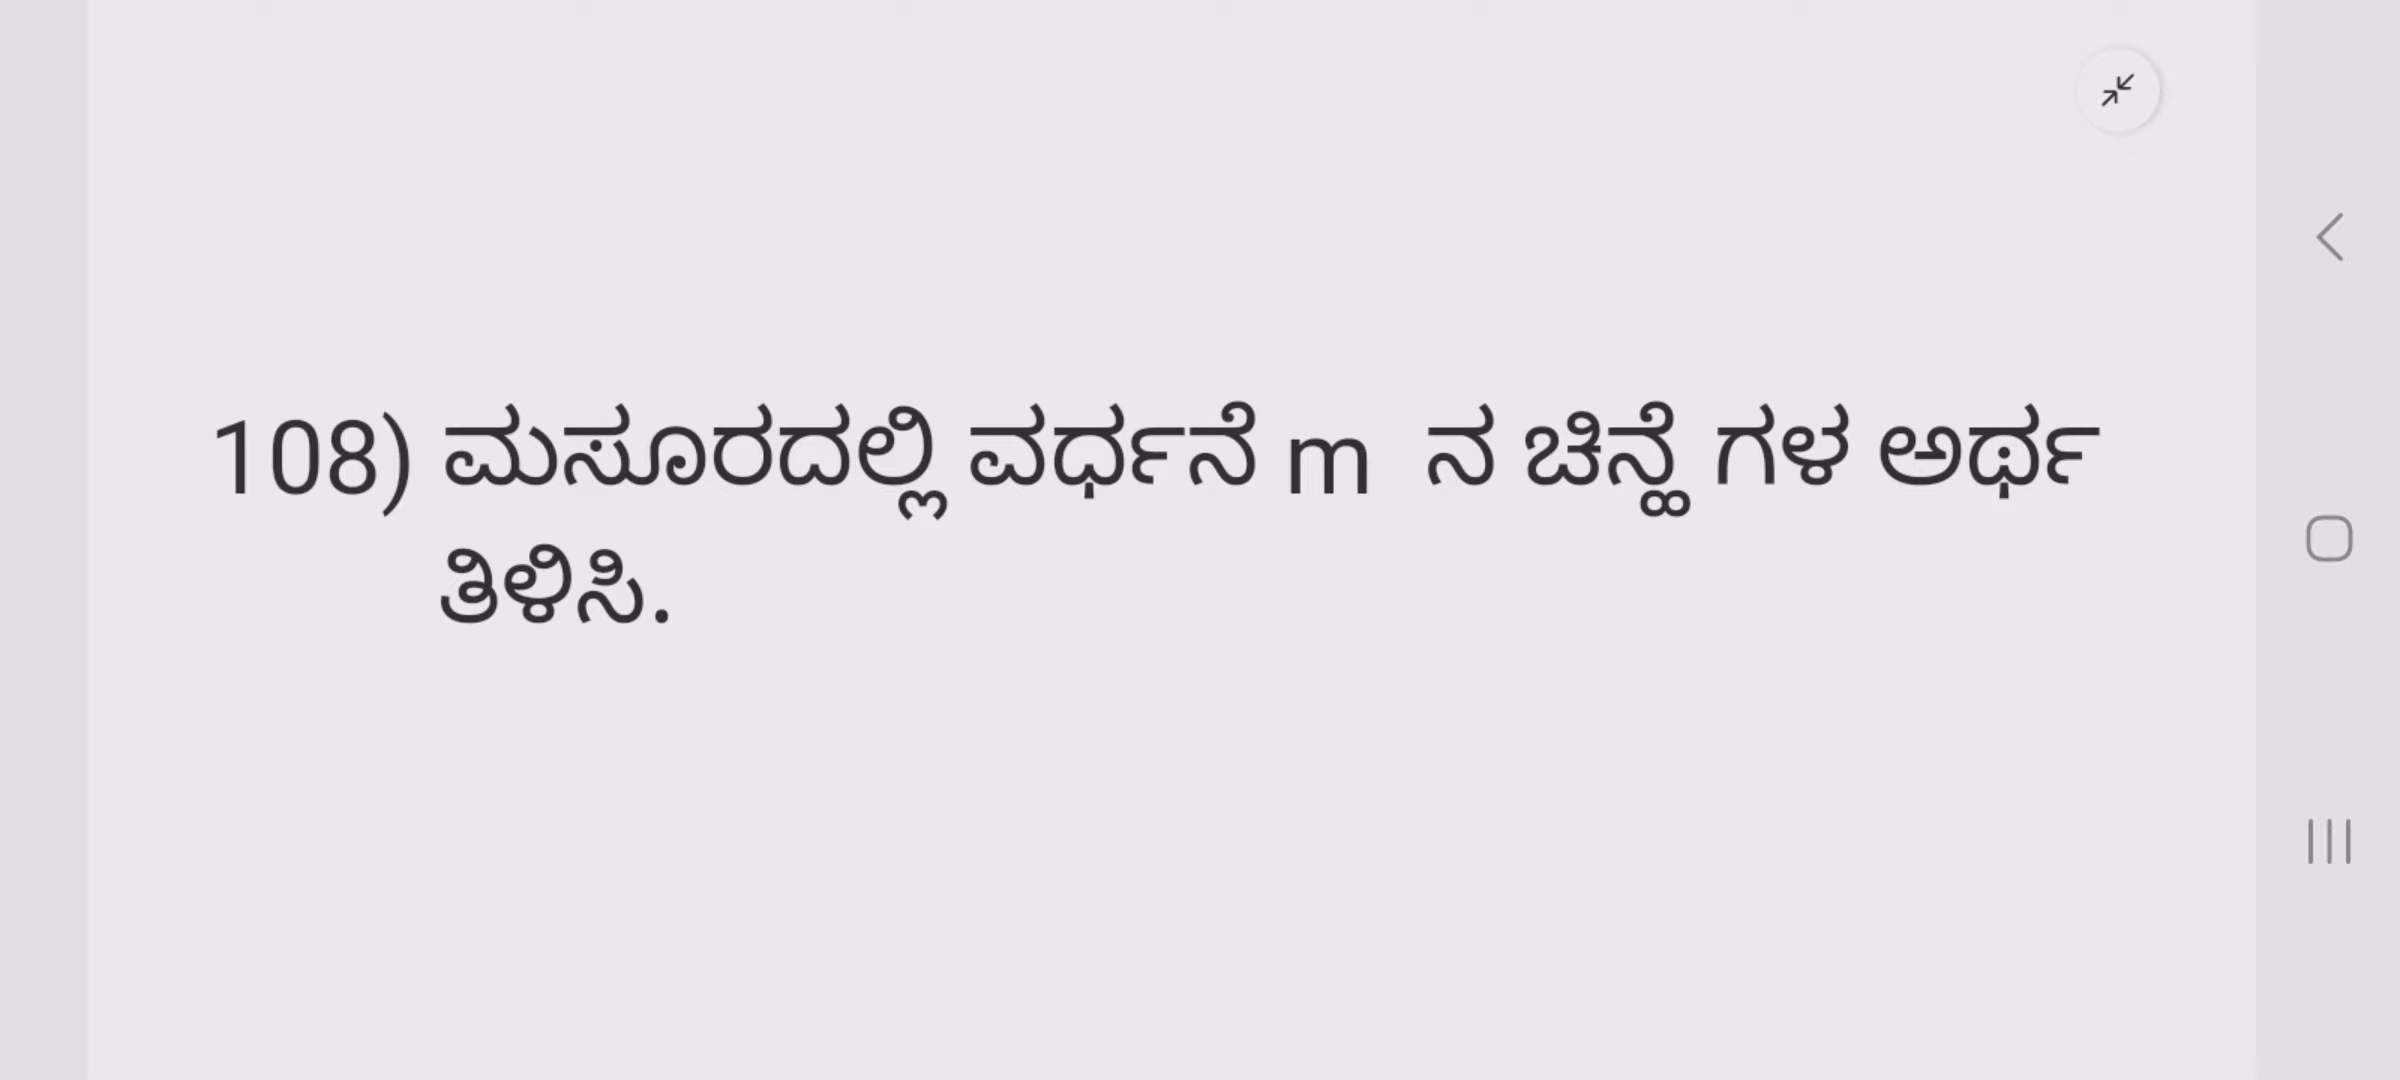 108) ಮಸೂರದಲ್ಲಿ ವರ್ಧನೆ m ನ ಚಿನ್ಹೆ ಗಳ ಅರ್ಥ
ತಿಳಿಸಿ.